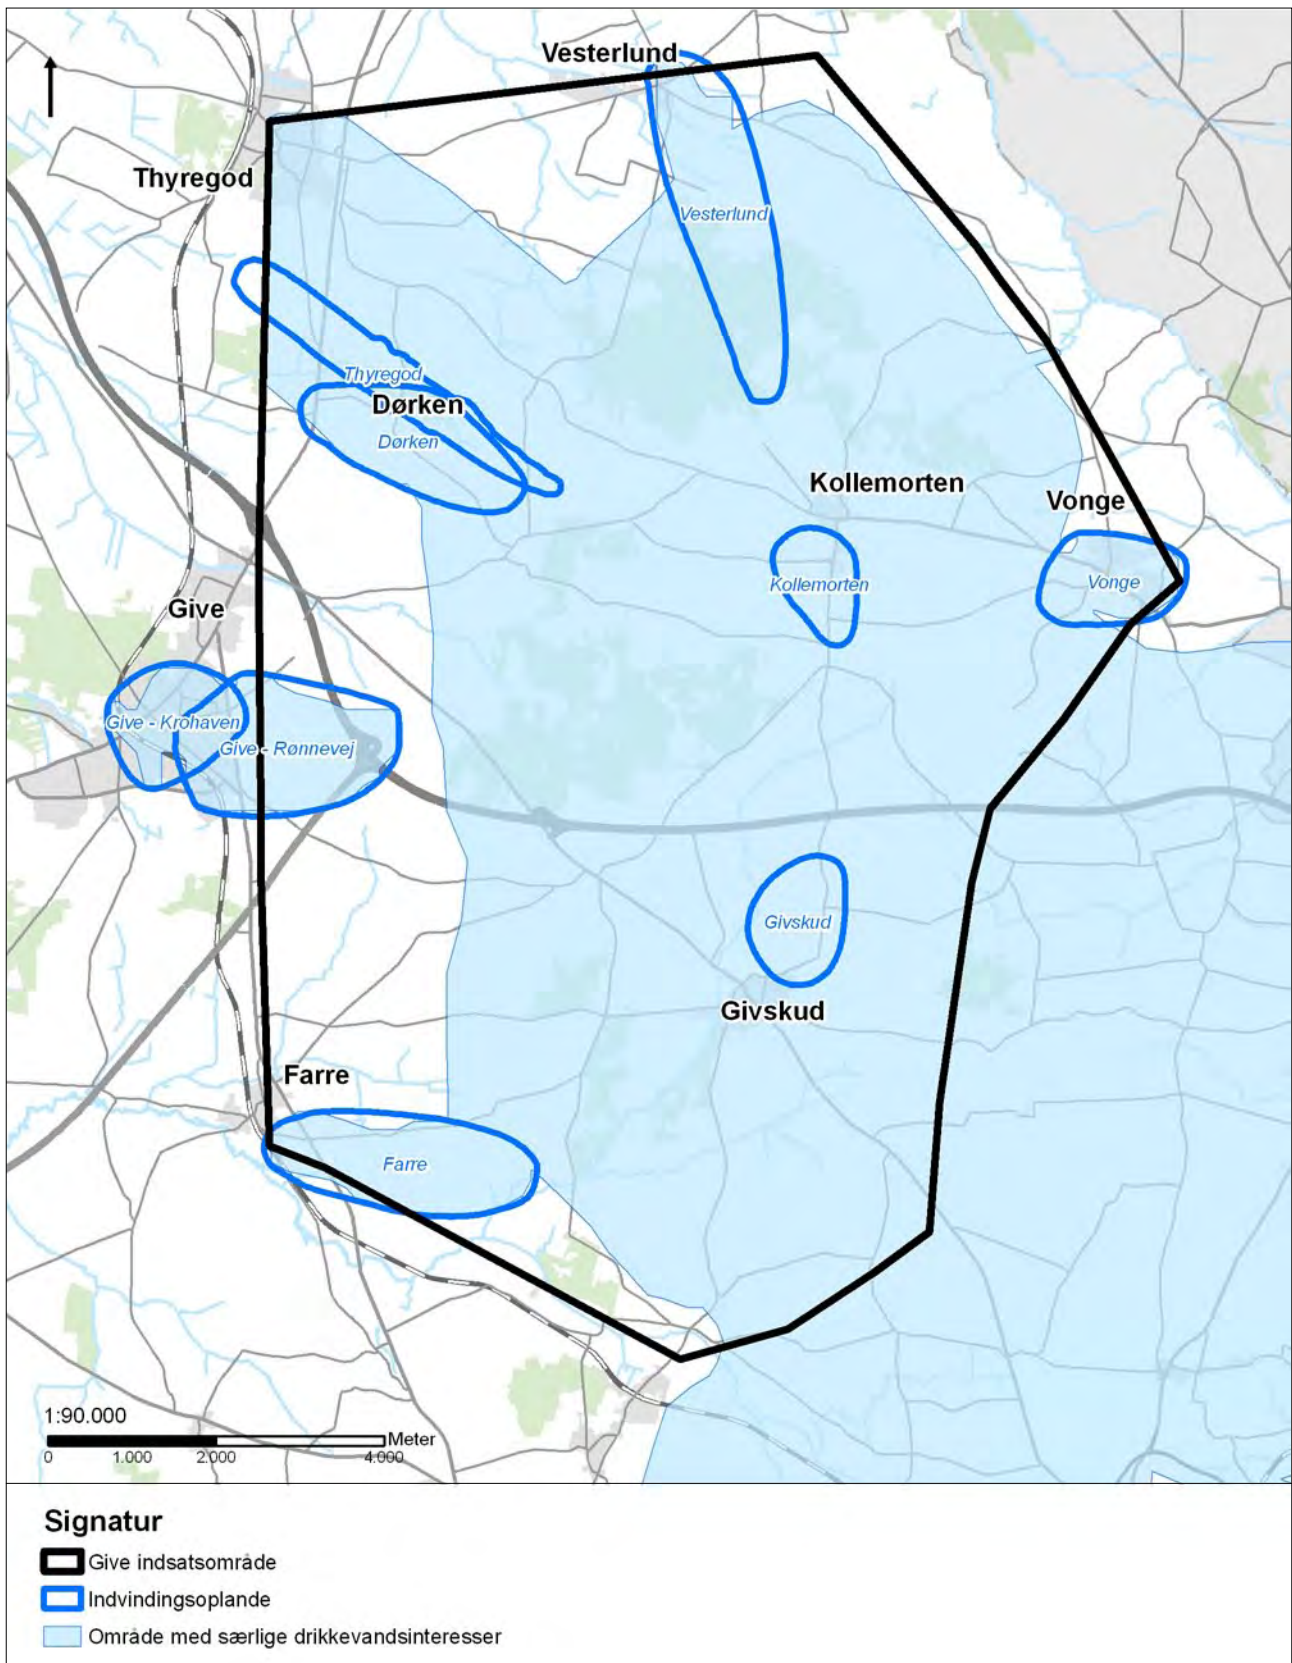 Vesterlund
Thyregod
Vesterlund
Thyregod
Dørken
Dørken
Kollemorten
Vonge
Kollemorten
Vonge
Give
Give - Krohaven
Give - Rønnevej
Givskud
Givskud
Farre
Farre
1:90.000
Meter
0 1.000 2.000 4.000
Signatur
Give indsatsområde
Indvindingsoplande
Område med særlige drikkevandsinteresser